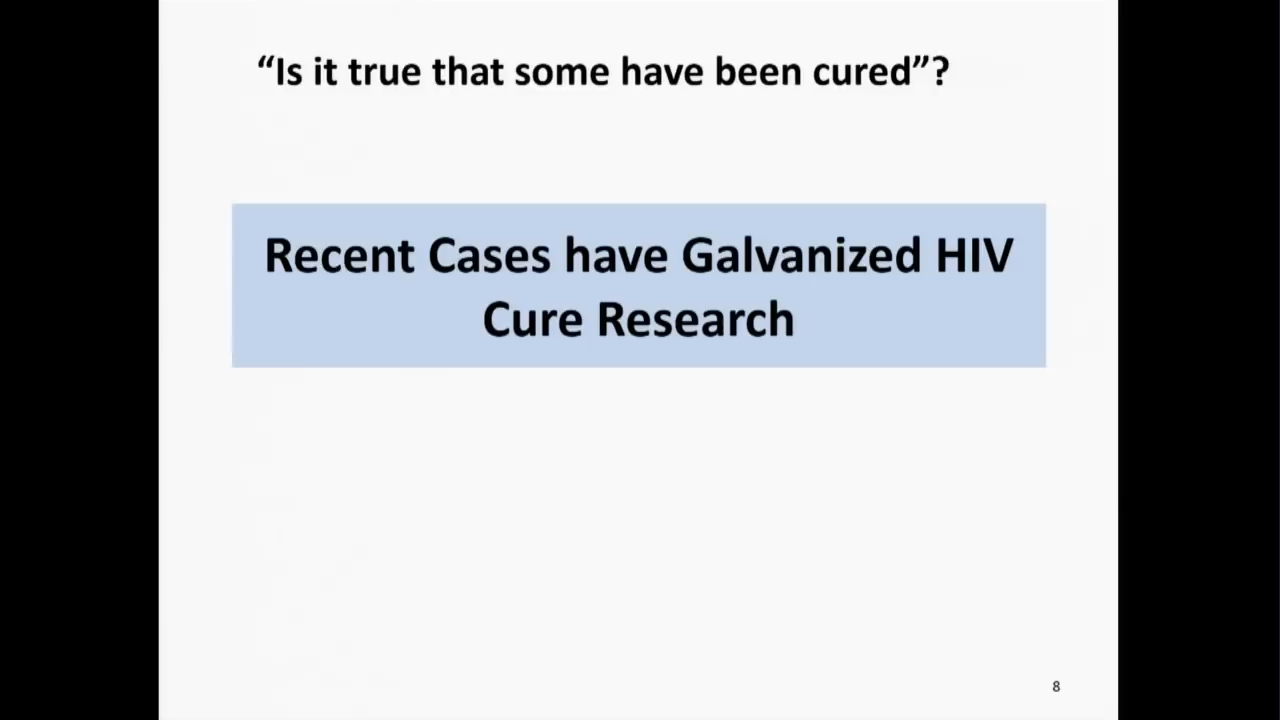 “Is it true that some have been cured”?
Recent Cases have Galvanized HIV
Cure Research
8